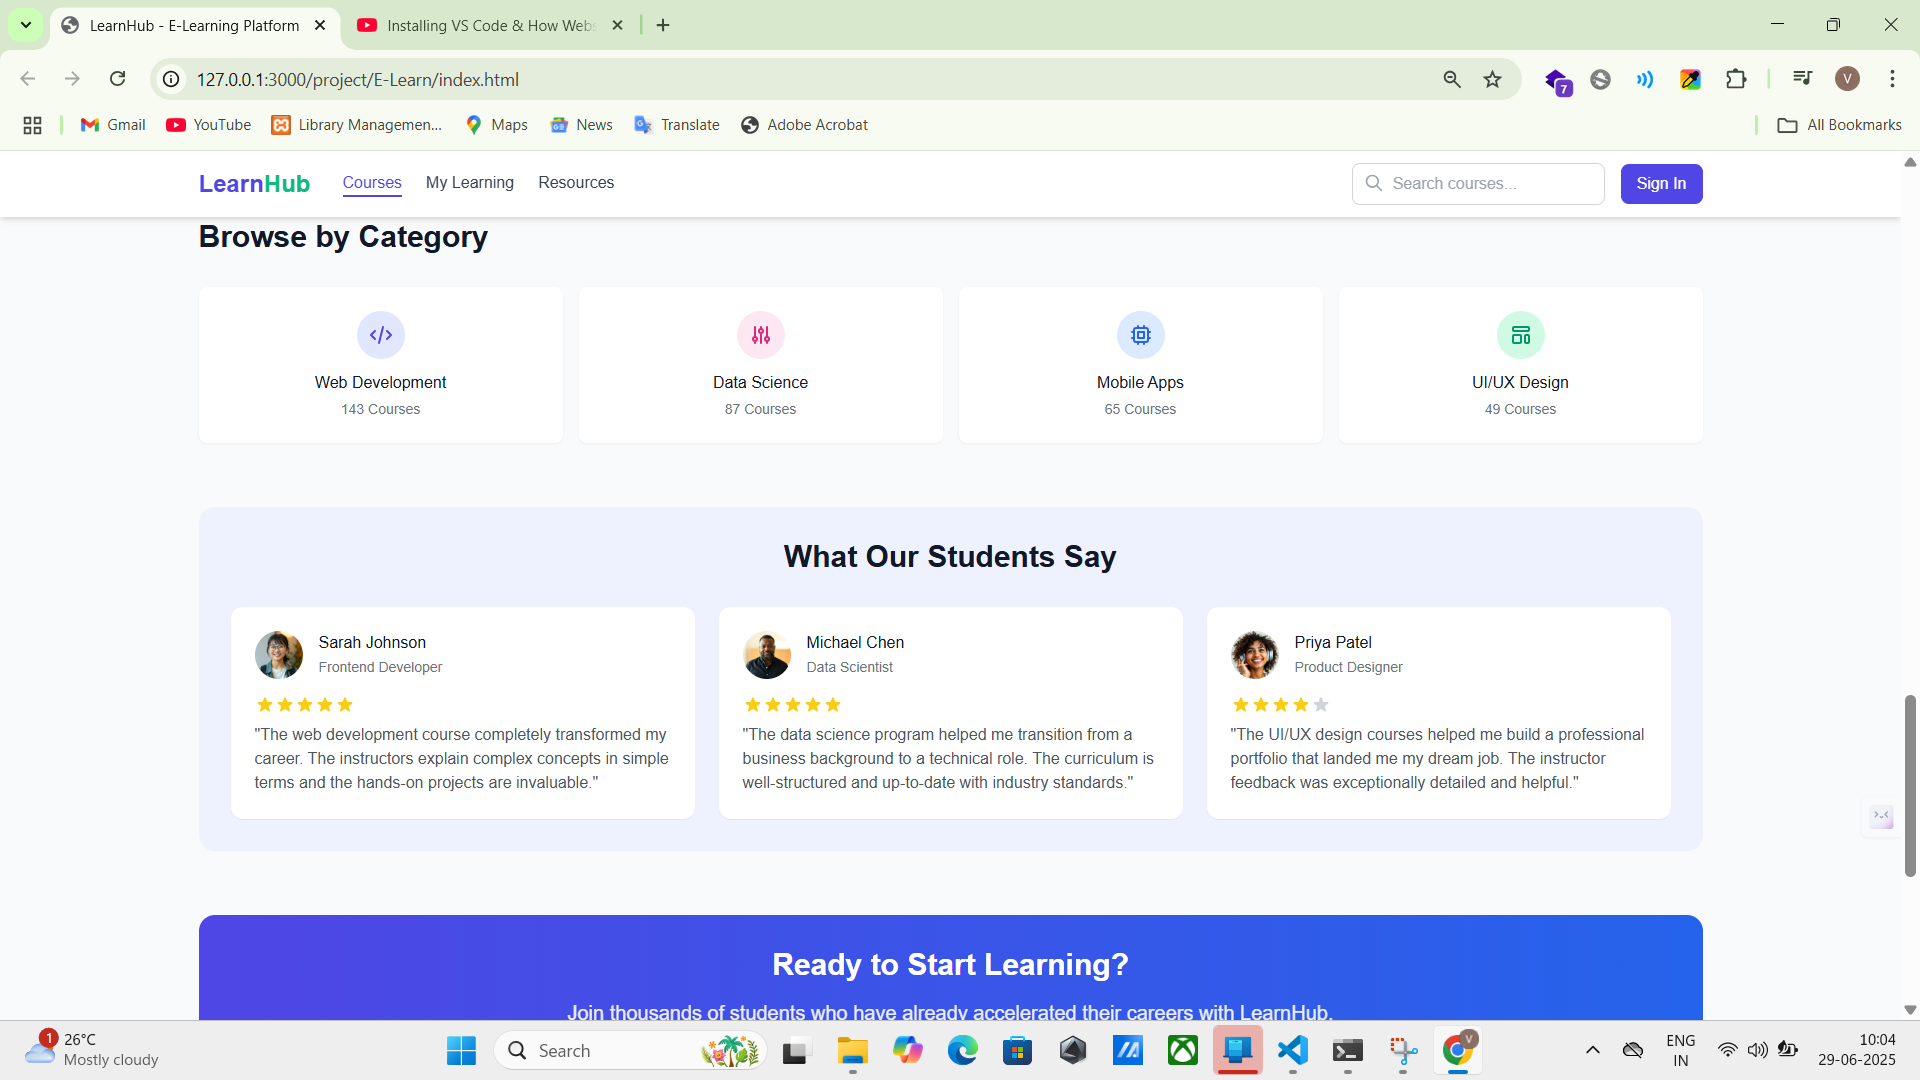 LearnHub - E-Learning Platform
Installing VS Code & How Webs
127.0.0.1:3000/project/E-Learn/index.html
7
V
Gmail
YouTube
Library Managemen...
Maps
News
Translate
Adobe Acrobat
All Bookmarks
LearnHub
Courses
My Learning
Resources
Search courses...
Sign In
Browse by Category
Web Development
143 Courses
Data Science
87 Courses
Mobile Apps
65 Courses
UI/UX Design
49 Courses
What Our Students Say
Sarah Johnson
Frontend Developer
"The web development course completely transformed my
career. The instructors explain complex concepts in simple
terms and the hands-on projects are invaluable."
Michael Chen
Data Scientist
"The data science program helped me transition from a
business background to a technical role. The curriculum is
well-structured and up-to-date with industry standards."
Priya Patel
Product Designer
"The UI/UX design courses helped me build a professional
portfolio that landed me my dream job. The instructor
feedback was exceptionally detailed and helpful."
Ready to Start Learning?
Join thousands of students who have already accelerated their careers with LearnHub.
1
26°C
Mostly cloudy
Search
V
ENG
IN
10:04
29-06-2025